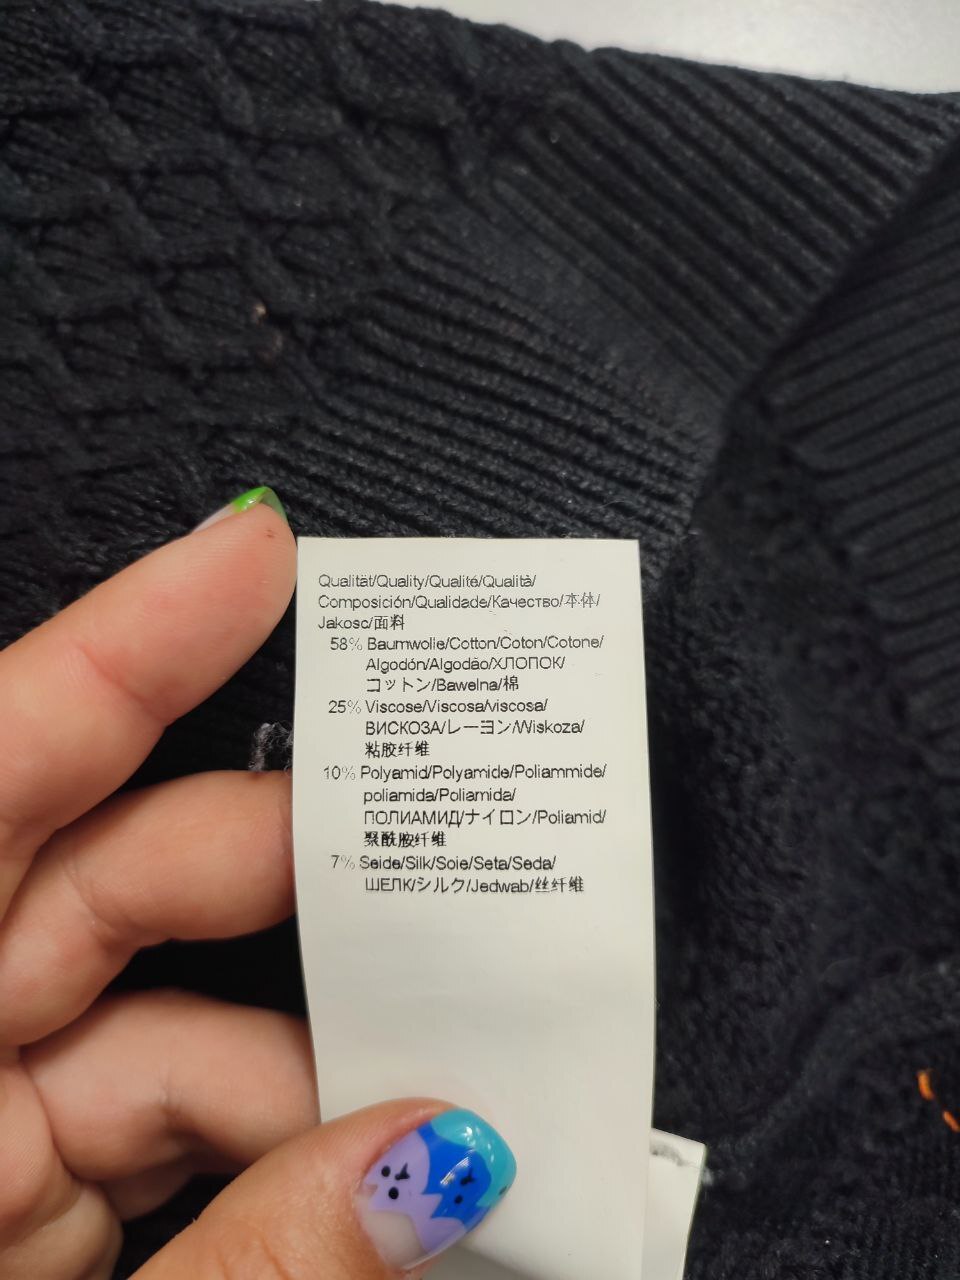 Qualität/Quality/Qualité/Qualità/
Composición/Qualidade/Качество/本体/
Jakosc/面料
58% Baumwolle/Cotton/Coton/Cotone/
Algodón/Algodão/ХЛОПОК/
コットン/Bawelna/棉
25% Viscose/Viscosa/viscosa/
ВИСКОЗА/レーヨン/Wiskoza/
粘胶纤维
10% Polyamid/Polyamide/Poliammide/
poliamida/Poliamida/
ПОЛИАМИД/ナイロン/Poliamid/
聚酰胺纤维
7% Seide/Silk/Soie/Seta/Seda/
ШЕЛК/シルク/Jedwab/丝纤维